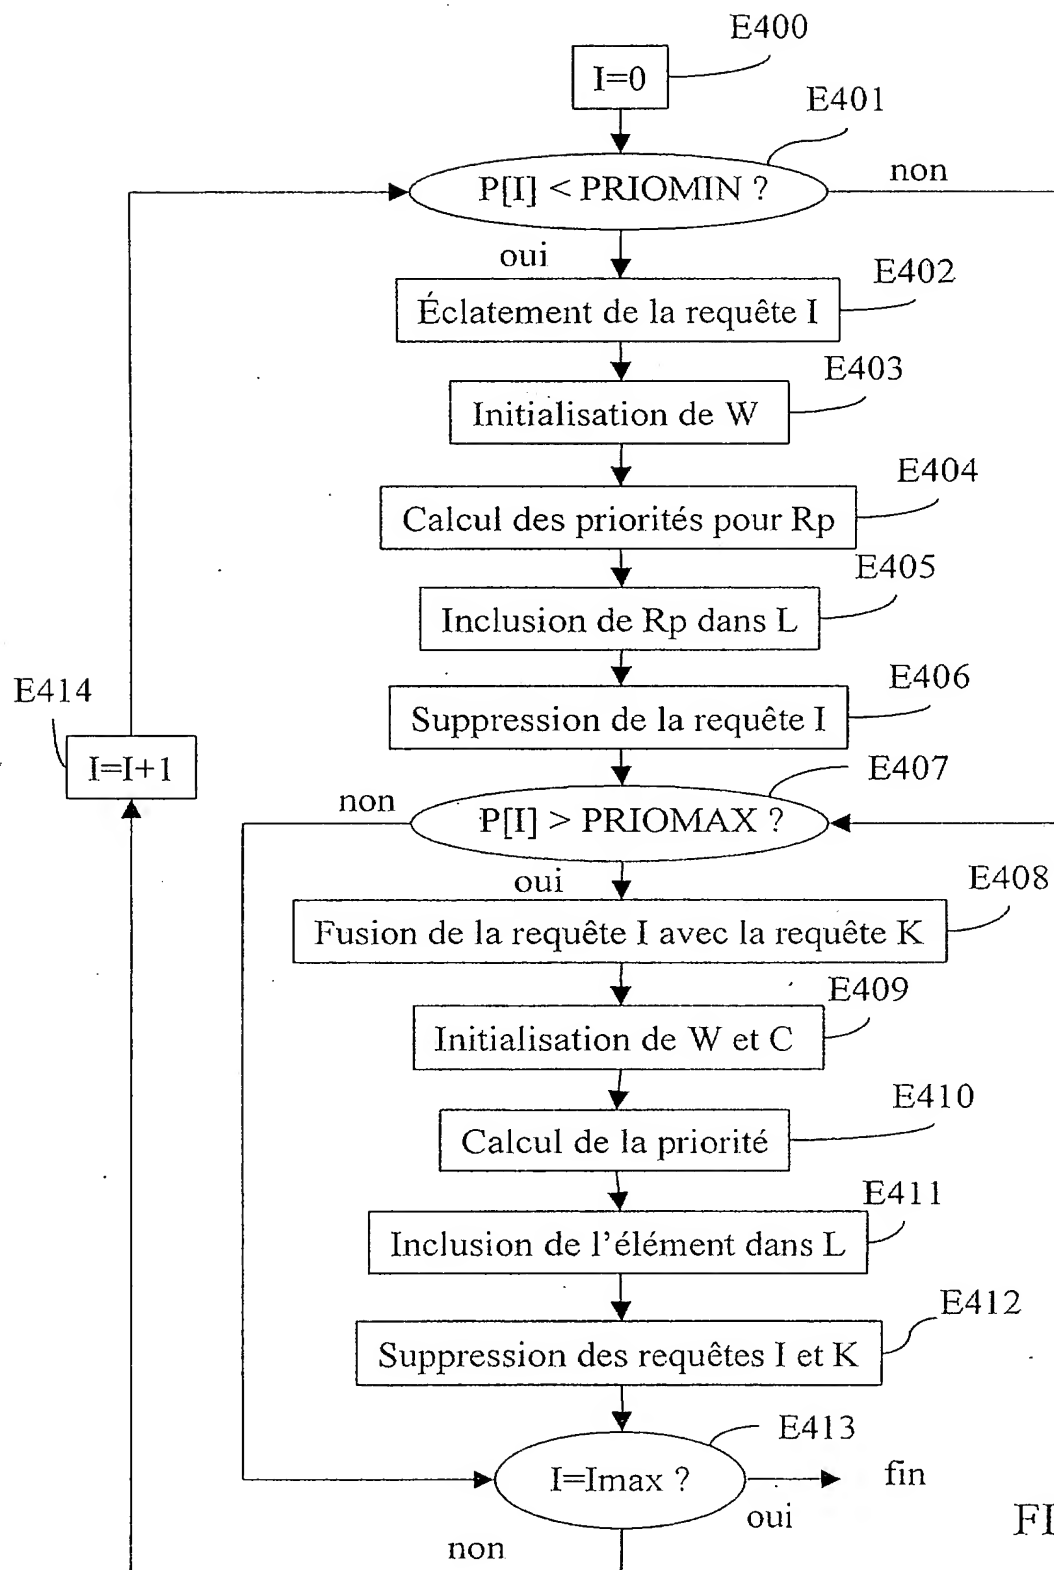 E400
I=0
E401
P[I] < PRIOMIN ?
non
oui
E402
Éclatement de la requête I
E403
Initialisation de W
E404
Calcul des priorités pour Rp
E405
Inclusion de Rp dans L
E406
Suppression de la requête I
E414
I=I+1
E407
non
P[I] > PRIOMAX ?
oui
E408
Fusion de la requête I avec la requête K
E409
Initialisation de W et C
E410
Calcul de la priorité
E411
Inclusion de l’élément dans L
E412
Suppression des requêtes I et K
E413
I=Imax ?
fin
oui
non